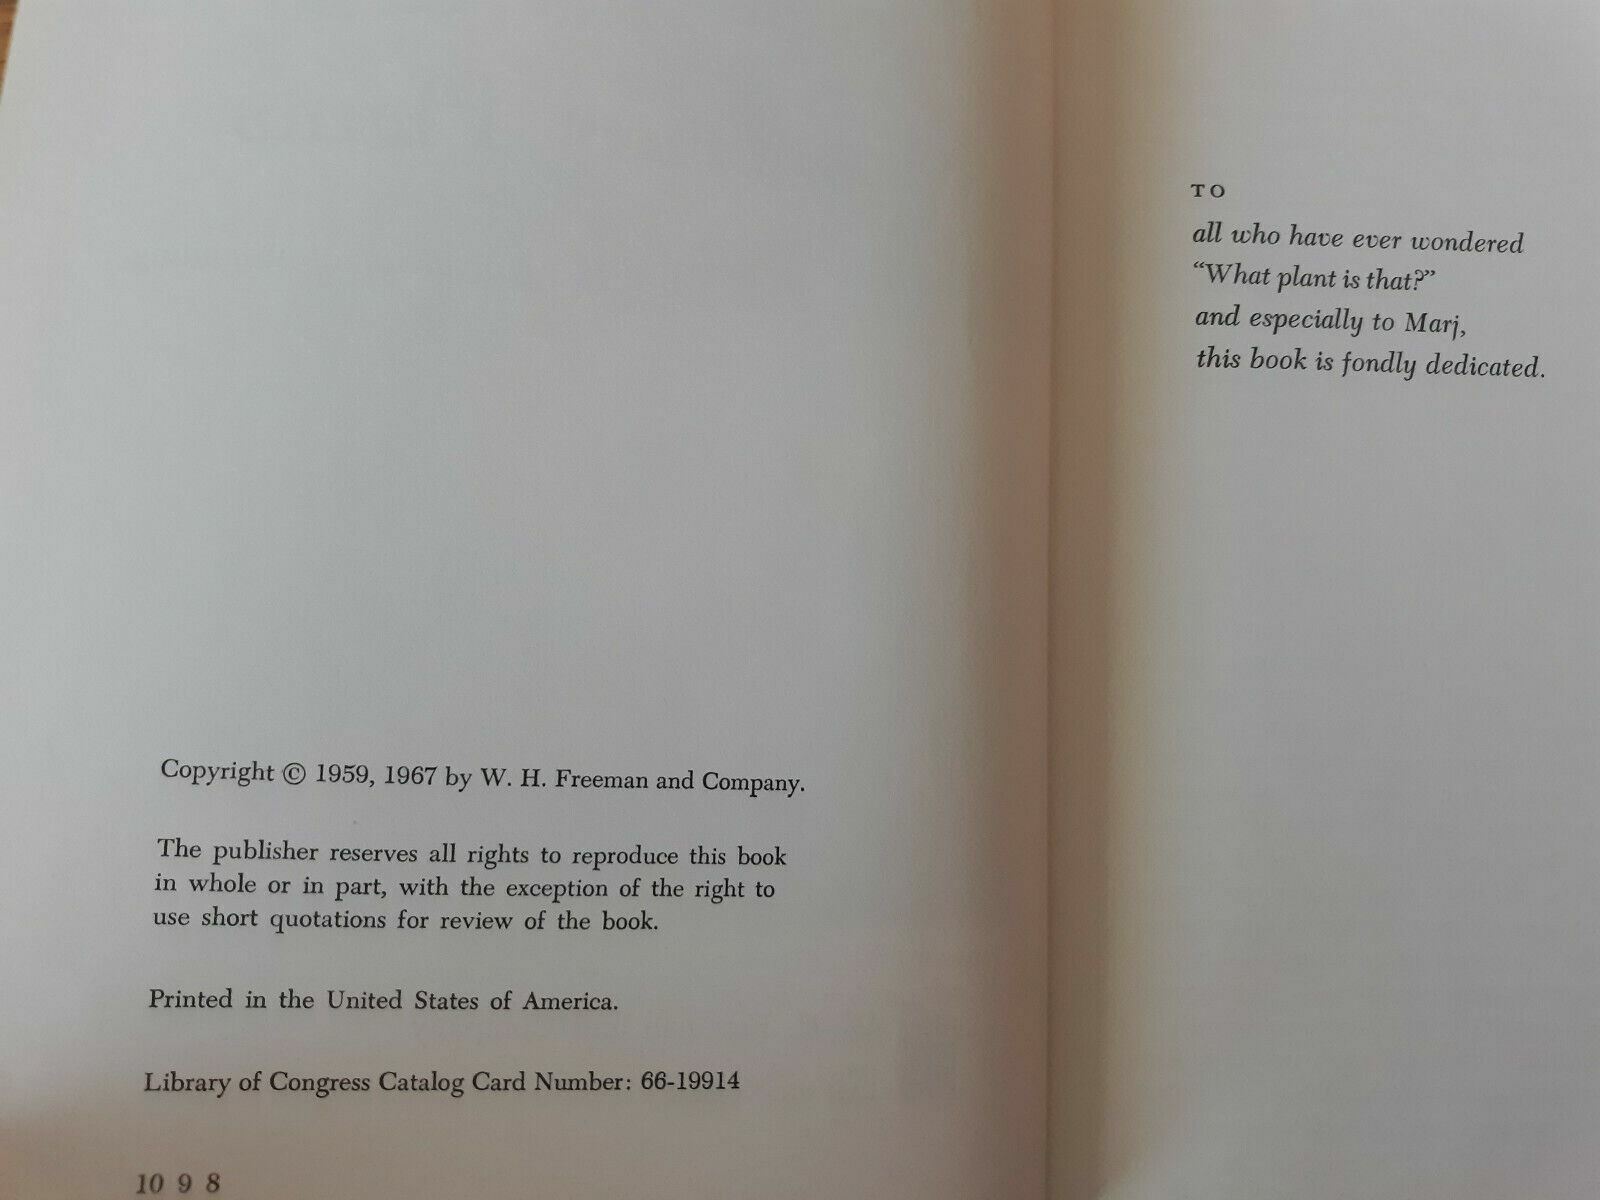 Copyright © 1959, 1967 by W. H. Freeman and Company.
The publisher reserves all rights to reproduce this book
in whole or in part, with the exception of the right to
use short quotations for review of the book.
Printed in the United States of America.
Library of Congress Catalog Card Number: 66-19914
10 9 8
TO
all who have ever wondered
“What plant is that?”
and especially to Marj,
this book is fondly dedicated.